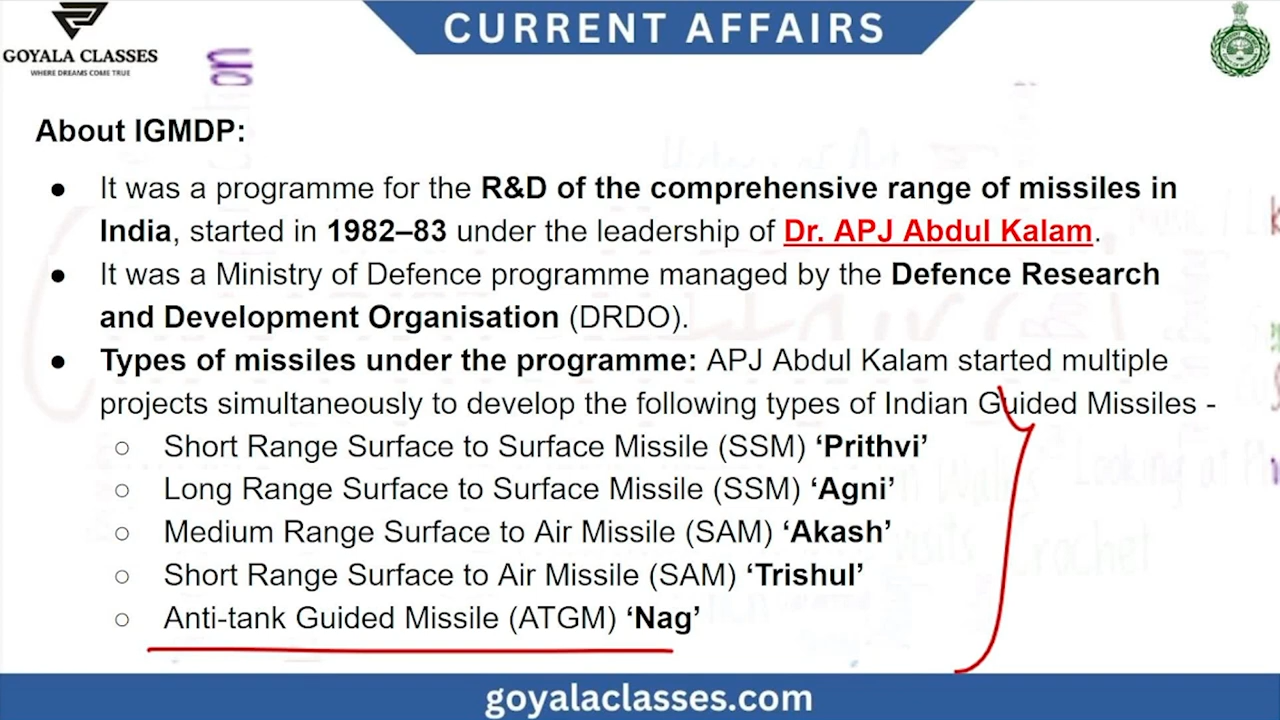 GOYALA CLASSES
WHERE DREAMS COME TRUE
CURRENT AFFAIRS
About IGMDP:
● It was a programme for the R&D of the comprehensive range of missiles in
India, started in 1982–83 under the leadership of Dr. APJ Abdul Kalam.
● It was a Ministry of Defence programme managed by the Defence Research
and Development Organisation (DRDO).
● Types of missiles under the programme: APJ Abdul Kalam started multiple
projects simultaneously to develop the following types of Indian Guided Missiles -
○ Short Range Surface to Surface Missile (SSM) ‘Prithvi’
○ Long Range Surface to Surface Missile (SSM) ‘Agni’
○ Medium Range Surface to Air Missile (SAM) ‘Akash’
○ Short Range Surface to Air Missile (SAM) ‘Trishul’
○ Anti-tank Guided Missile (ATGM) ‘Nag’
goyalaclasses.com